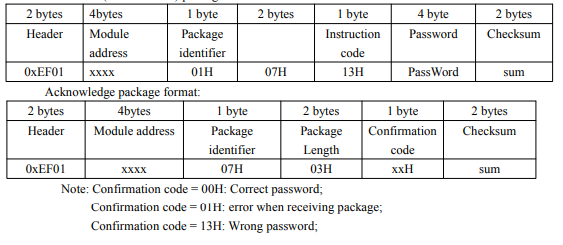 2 bytes 4bytes 1 byte 2 bytes 1 byte 4 byte 2 bytes
Header Module address Package identifier Instruction code Password Checksum
0xEF01 xxxx 01H 07H 13H PassWord sum
Acknowledge package format:
2 bytes 4bytes 1 byte 2 bytes 1 byte 2 bytes
Header Module address Package identifier Package Length Confirmation code Checksum
0xEF01 xxxx 07H 03H xxH sum
Note: Confirmation code = 00H: Correct password;
Confirmation code = 01H: error when receiving package;
Confirmation code = 13H: Wrong password;